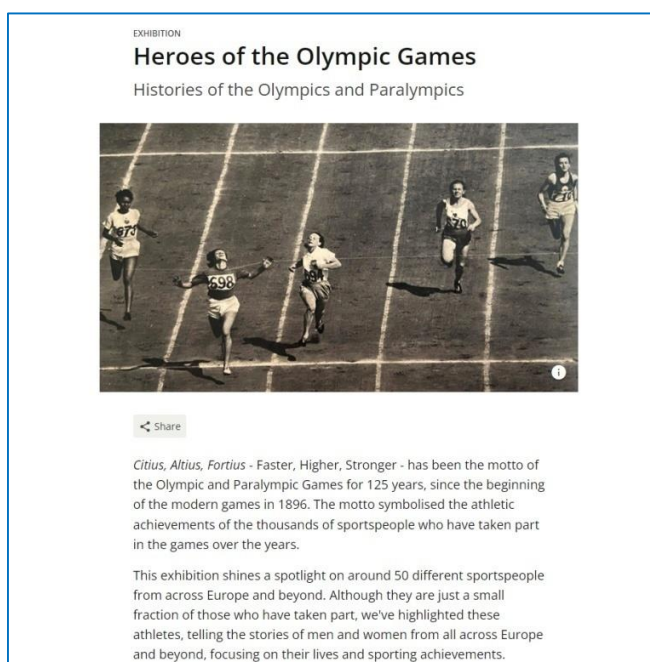 EXHIBITION
Heroes of the Olympic Games
Histories of the Olympics and Paralympics
673
698
691
70
i
Share
Citius, Altius, Fortius - Faster, Higher, Stronger - has been the motto of
the Olympic and Paralympic Games for 125 years, since the beginning
of the modern games in 1896. The motto symbolised the athletic
achievements of the thousands of sportspeople who have taken part
in the games over the years.
This exhibition shines a spotlight on around 50 different sportspeople
from across Europe and beyond. Although they are just a small
fraction of those who have taken part, we've highlighted these
athletes, telling the stories of men and women from all across Europe
and beyond, focusing on their lives and sporting achievements.